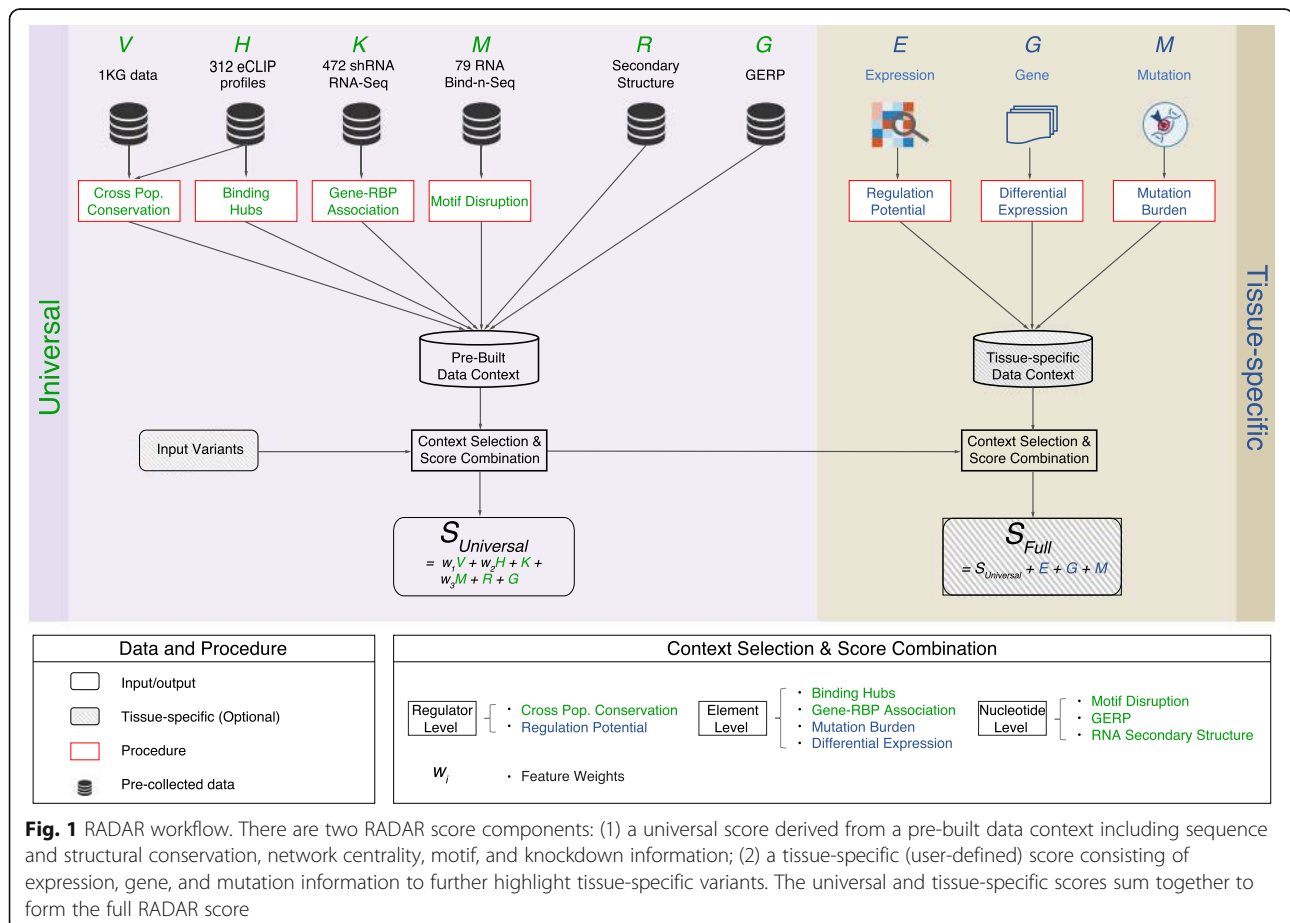 V H K M R G E G M
1KG data
312 eCLIP
profiles
472 shRNA
RNA-Seq
79 RNA
Bind-n-Seq
Secondary
Structure
GERP
Expression
Gene
Mutation
Cross Pop.
Conservation
Binding
Hubs
Gene-RBP
Association
Motif Disruption
Regulation
Potential
Differential
Expression
Mutation
Burden
Universal
Tissue-specific
Pre-Built
Data Context
Tissue-specific
Data Context
Input Variants
Context Selection &
Score Combination
Context Selection &
Score Combination
S Universal
= w1V + w2H + K +
w3M + R + G
S Full
= S Universal + E + G + M
Data and Procedure
Input/output
Tissue-specific (Optional)
Procedure
Pre-collected data
Context Selection & Score Combination
Regulator
Level
· Cross Pop. Conservation
· Regulation Potential
Element
Level
· Binding Hubs
· Gene-RBP Association
· Mutation Burden
· Differential Expression
Nucleotide
Level
· Motif Disruption
· GERP
· RNA Secondary Structure
wi · Feature Weights
Fig. 1 RADAR workflow. There are two RADAR score components: (1) a universal score derived from a pre-built data context including sequence
and structural conservation, network centrality, motif, and knockdown information; (2) a tissue-specific (user-defined) score consisting of
expression, gene, and mutation information to further highlight tissue-specific variants. The universal and tissue-specific scores sum together to
form the full RADAR score